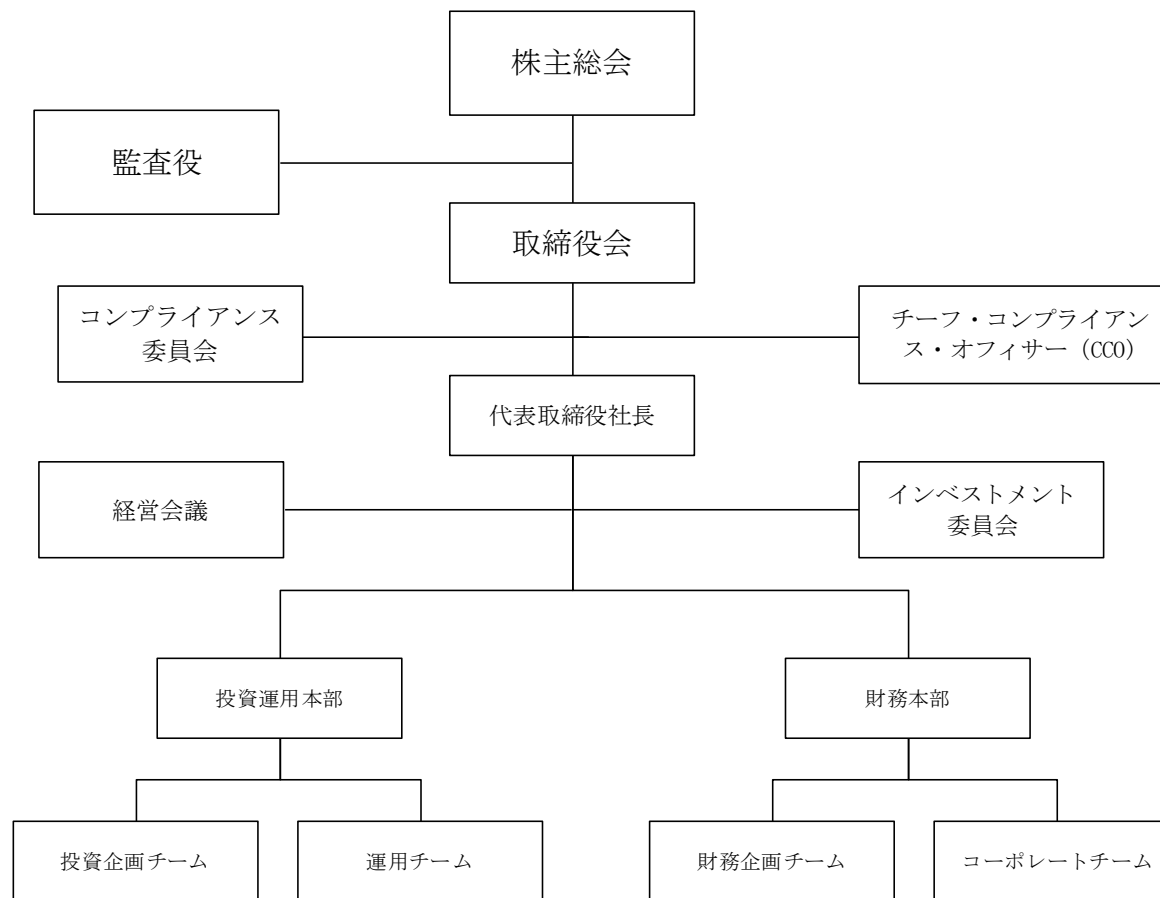 株主総会
監査役
取締役会
コンプライアンス
委員会
チーフ・コンプライアン
ス・オフィサー（CCO）
代表取締役社長
経営会議
インベストメント
委員会
投資運用本部
財務本部
投資企画チーム
運用チーム
財務企画チーム
コーポレートチーム